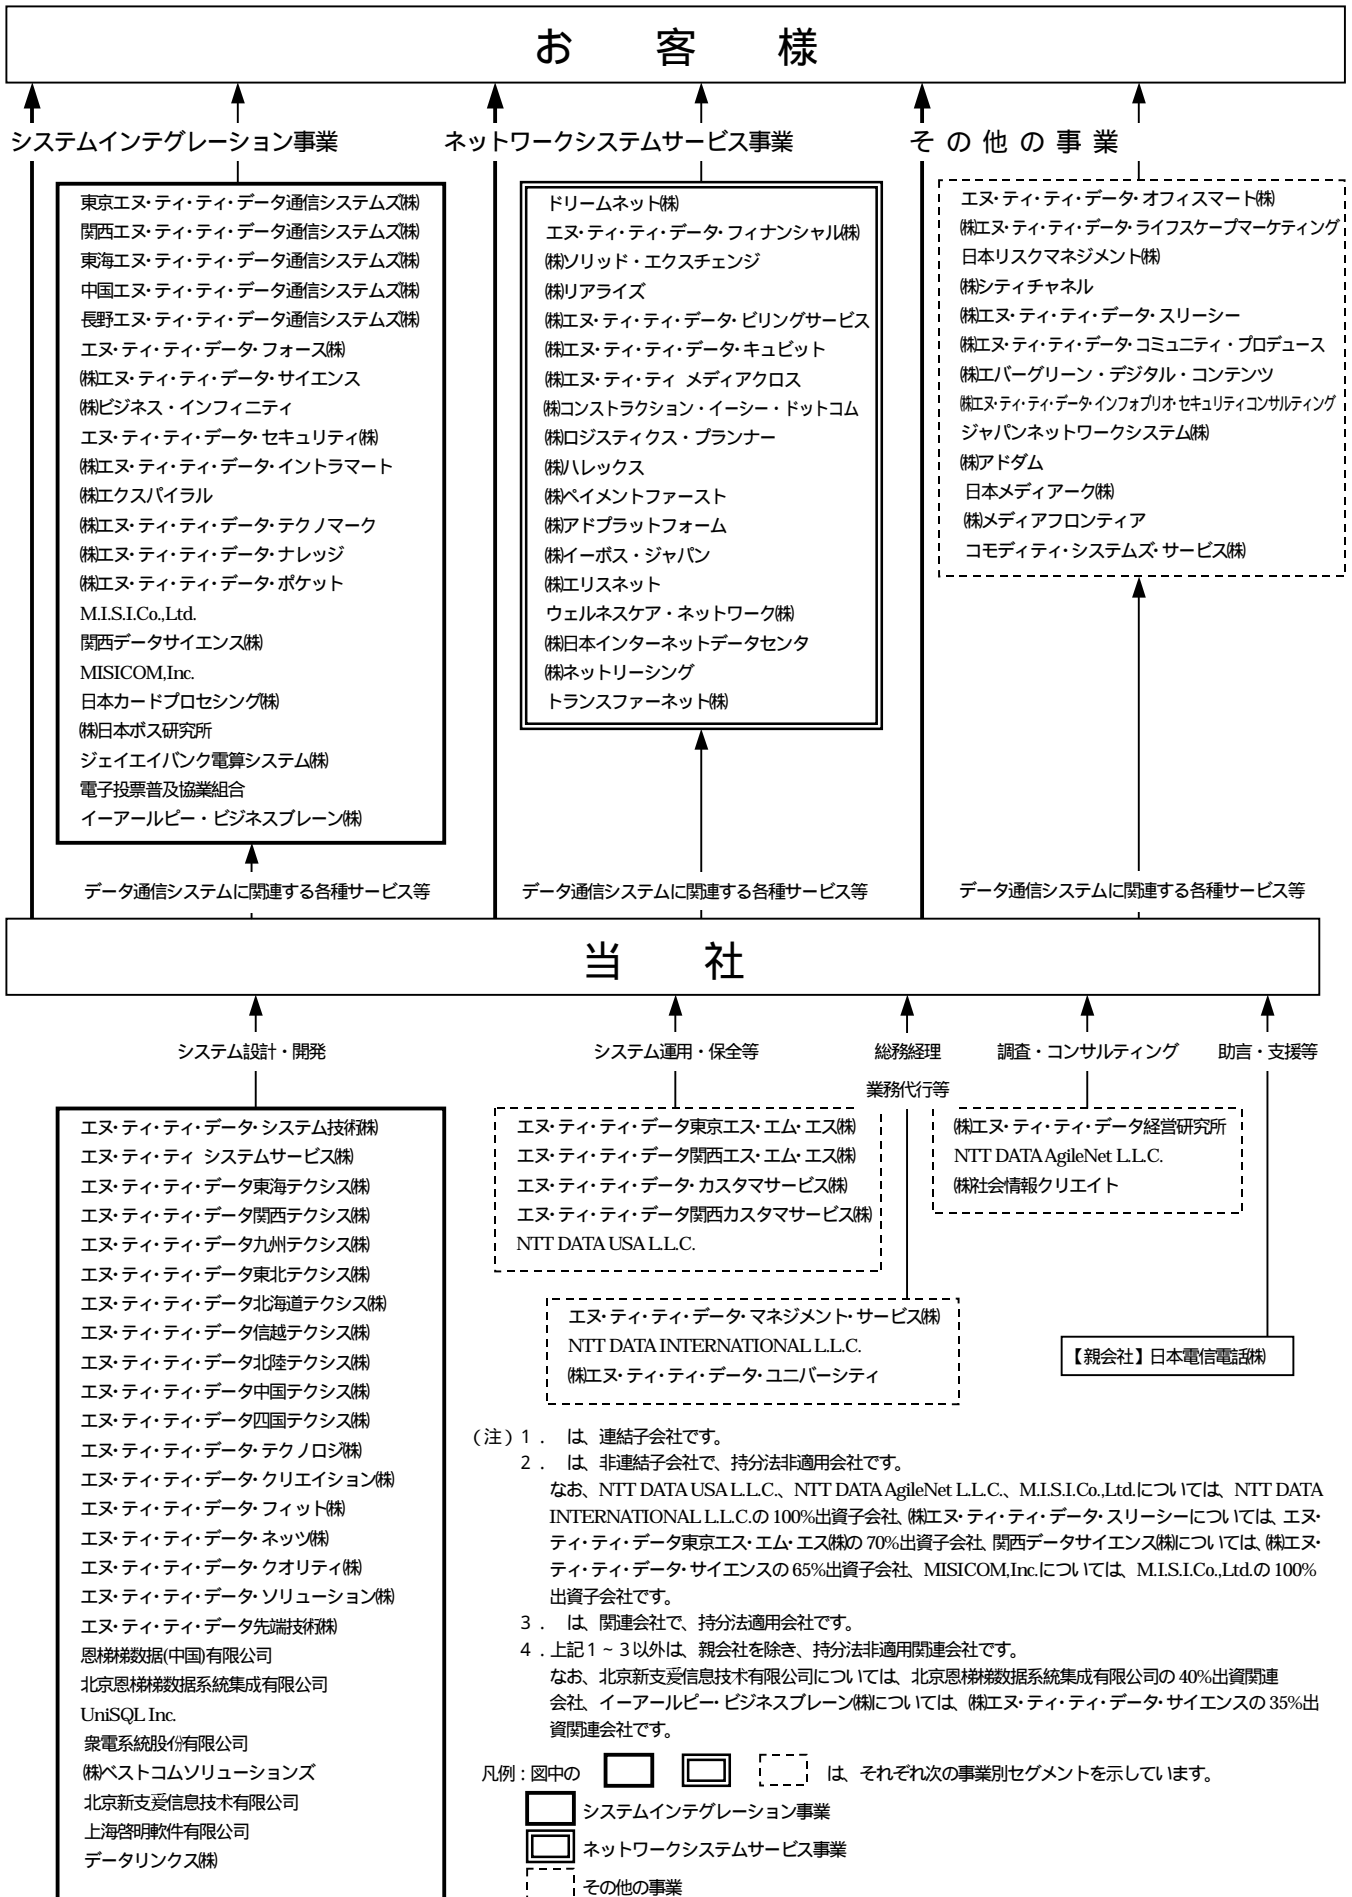 お客様
システムインテグレーション事業
東京エヌ・ティ・ティ・データ通信システムズ㈱
関西エヌ・ティ・ティ・データ通信システムズ㈱
東海エヌ・ティ・ティ・データ通信システムズ㈱
中国エヌ・ティ・ティ・データ通信システムズ㈱
長野エヌ・ティ・ティ・データ通信システムズ㈱
エヌ・ティ・ティ・データ・フォース㈱
㈱エヌ・ティ・ティ・データ・サイエンス
㈱ビジネス・インフィニティ
エヌ・ティ・ティ・データ・セキュリティ㈱
㈱エヌ・ティ・ティ・データ・イントラマート
㈱エクスパイラル
㈱エヌ・ティ・ティ・データ・テクノマーク
㈱エヌ・ティ・ティ・データ・ナレッジ
㈱エヌ・ティ・ティ・データ・ポケット
M.I.S.I.Co.,Ltd.
関西データサイエンス㈱
MISICOM,Inc.
日本カードプロセシング㈱
㈱日本ボス研究所
ジェイエイバンク電算システム㈱
電子投票普及協業組合
イーアールピー・ビジネスブレーン㈱
データ通信システムに関連する各種サービス等
ネットワークシステムサービス事業
ドリームネット㈱
エヌ・ティ・ティ・データ・フィナンシャル㈱
㈱ソリッド・エクスチェンジ
㈱リアライズ
㈱エヌ・ティ・ティ・データ・ビリングサービス
㈱エヌ・ティ・ティ・データ・キュビット
㈱エヌ・ティ・ティ メディアクロス
㈱コンストラクション・イーシー・ドットコム
㈱ロジスティクス・プランナー
㈱ハレックス
㈱ペイメントファースト
㈱アドプラットフォーム
㈱イーボス・ジャパン
㈱エリスネット
ウェルネスケア・ネットワーク㈱
㈱日本インターネットデータセンタ
㈱ネットリーシング
トランスファーネット㈱
データ通信システムに関連する各種サービス等
その他の事業
エヌ・ティ・ティ・データ・オフィスマート㈱
㈱エヌ・ティ・ティ・データ・ライフスケープマーケティング
日本リスクマネジメント㈱
㈱シティチャネル
㈱エヌ・ティ・ティ・データ・スリーシー
㈱エヌ・ティ・ティ・データ・コミュニティ・プロデュース
㈱エバーグリーン・デジタル・コンテンツ
㈱エヌ・ティ・ティ・データ・インフォブリオ・セキュリティコンサルティング
ジャパンネットワークシステム㈱
㈱アドダム
日本メディアーク㈱
㈱メディアフロンティア
コモディティ・システムズ・サービス㈱
データ通信システムに関連する各種サービス等
当社
システム設計・開発
エヌ・ティ・ティ・データ・システム技術㈱
エヌ・ティ・ティ システムサービス㈱
エヌ・ティ・ティ・データ東海テクシス㈱
エヌ・ティ・ティ・データ関西テクシス㈱
エヌ・ティ・ティ・データ九州テクシス㈱
エヌ・ティ・ティ・データ東北テクシス㈱
エヌ・ティ・ティ・データ北海道テクシス㈱
エヌ・ティ・ティ・データ信越テクシス㈱
エヌ・ティ・ティ・データ北陸テクシス㈱
エヌ・ティ・ティ・データ中国テクシス㈱
エヌ・ティ・ティ・データ四国テクシス㈱
エヌ・ティ・ティ・データ・テクノロジ㈱
エヌ・ティ・ティ・データ・クリエイション㈱
エヌ・ティ・ティ・データ・フィット㈱
エヌ・ティ・ティ・データ・ネッツ㈱
エヌ・ティ・ティ・データ・クオリティ㈱
エヌ・ティ・ティ・データ・ソリューション㈱
エヌ・ティ・ティ・データ先端技術㈱
恩梯梯数据(中国)有限公司
北京恩梯梯数据系統集成有限公司
UniSQL Inc.
衆電系統股份有限公司
㈱ベストコムソリューションズ
北京新支爰信息技术有限公司
上海啓明軟件有限公司
データリンクス㈱
システム運用・保全等
エヌ・ティ・ティ・データ東京エス・エム・エス㈱
エヌ・ティ・ティ・データ関西エス・エム・エス㈱
エヌ・ティ・ティ・データ・カスタマサービス㈱
エヌ・ティ・ティ・データ関西カスタマサービス㈱
NTT DATA USA L.L.C.
総務経理
業務代行等
エヌ・ティ・ティ・データ・マネジメント・サービス㈱
NTT DATA INTERNATIONAL L.L.C.
㈱エヌ・ティ・ティ・データ・ユニバーシティ
調査・コンサルティング
㈱エヌ・ティ・ティ・データ経営研究所
NTT DATA AgileNet L.L.C.
㈱社会情報クリエイト
助言・支援等
【親会社】日本電信電話㈱
（注）１． は、連結子会社です。
２． は、非連結子会社で、持分法非適用会社です。
なお、NTT DATA USA L.L.C.、NTT DATA AgileNet L.L.C.、M.I.S.I.Co.,Ltd.については、NTT DATA
INTERNATIONAL L.L.C.の 100%出資子会社、㈱エヌ・ティ・ティ・データ・スリーシーについては、エヌ・
ティ・ティ・データ東京エス・エム・エス㈱の 70%出資子会社、関西データサイエンス㈱については、㈱エヌ・
ティ・ティ・データ・サイエンスの 65%出資子会社、MISICOM,Inc.については、M.I.S.I.Co.,Ltd.の 100%
出資子会社です。
３． は、関連会社で、持分法適用会社です。
４．上記１～３以外は、親会社を除き、持分法非適用関連会社です。
なお、北京新支爰信息技术有限公司については、北京恩梯梯数据系統集成有限公司の 40%出資関連
会社、イーアールピー・ビジネスブレーン㈱については、㈱エヌ・ティ・ティ・データ・サイエンスの 35%出
資関連会社です。
凡例：図中の は、それぞれ次の事業別セグメントを示しています。
システムインテグレーション事業
ネットワークシステムサービス事業
その他の事業